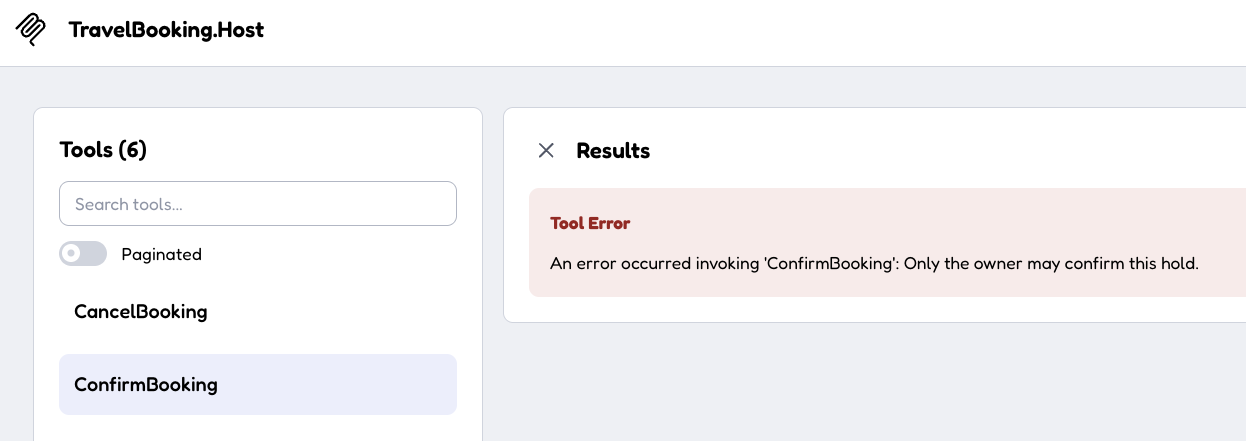 TravelBooking.Host
Tools (6)
Search tools...
Paginated
CancelBooking
ConfirmBooking
Results
Tool Error
An error occurred invoking 'ConfirmBooking': Only the owner may confirm this hold.